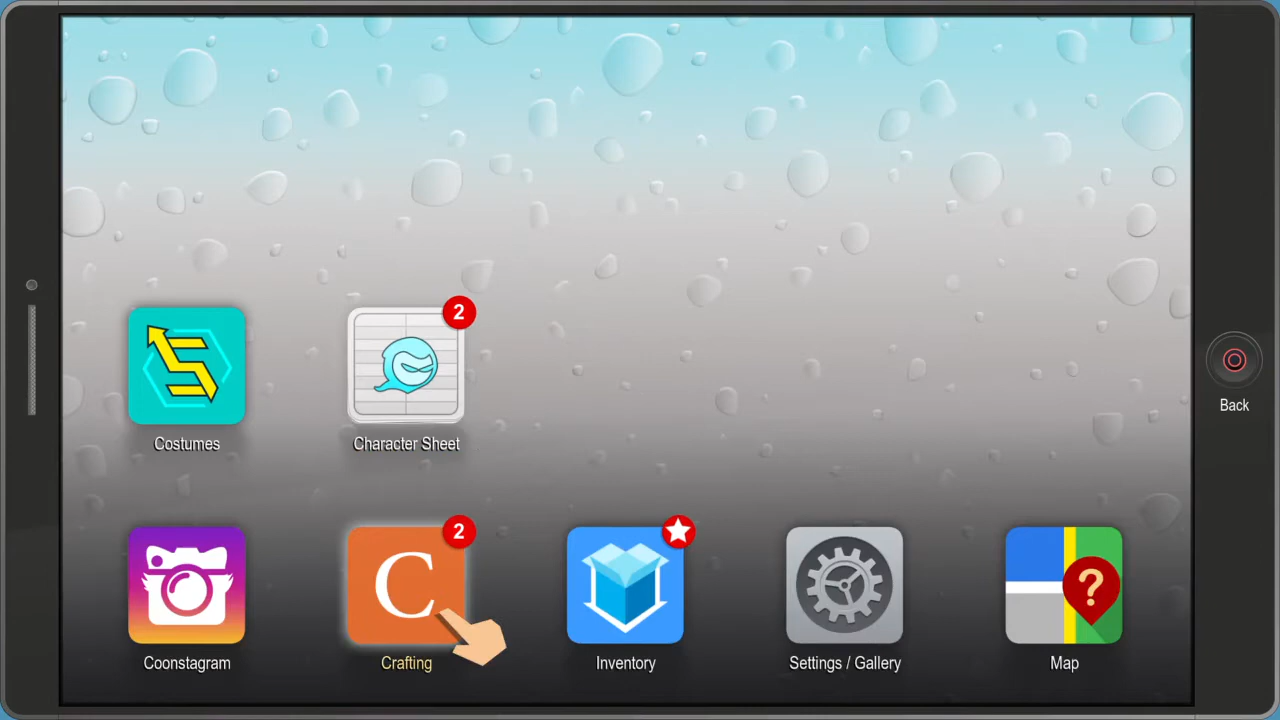 2
Costumes
Character Sheet
Back
2
C
Coonstagram
Crafting
Inventory
Settings / Gallery
?
Map